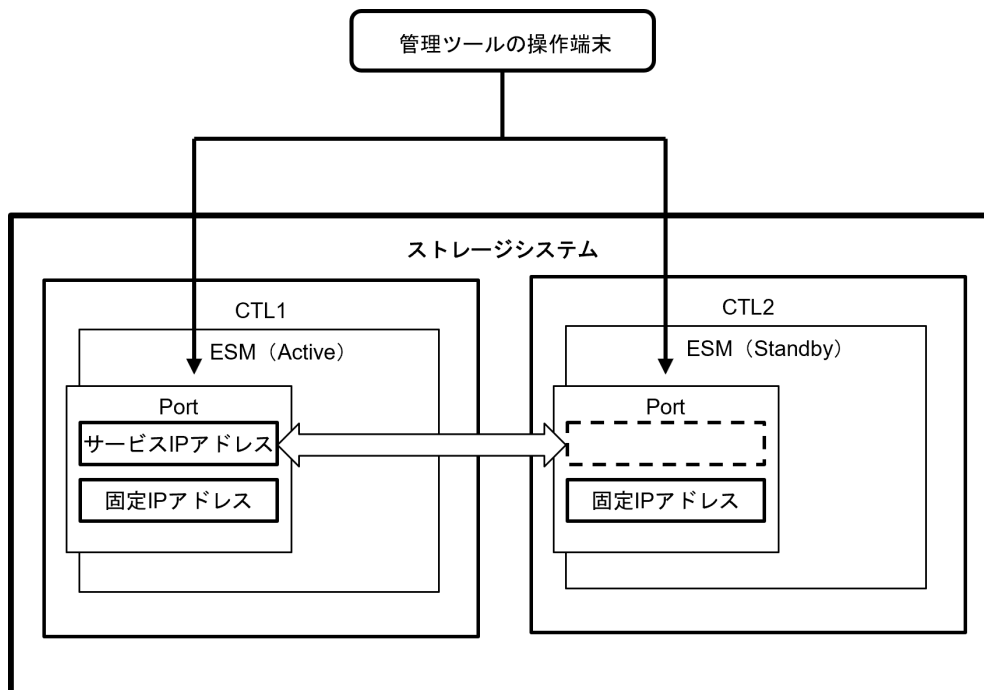 管理ツールの操作端末
ストレージシステム
CTL1
ESM（Active）
Port
サービスIPアドレス
固定IPアドレス
CTL2
ESM（Standby）
Port
固定IPアドレス